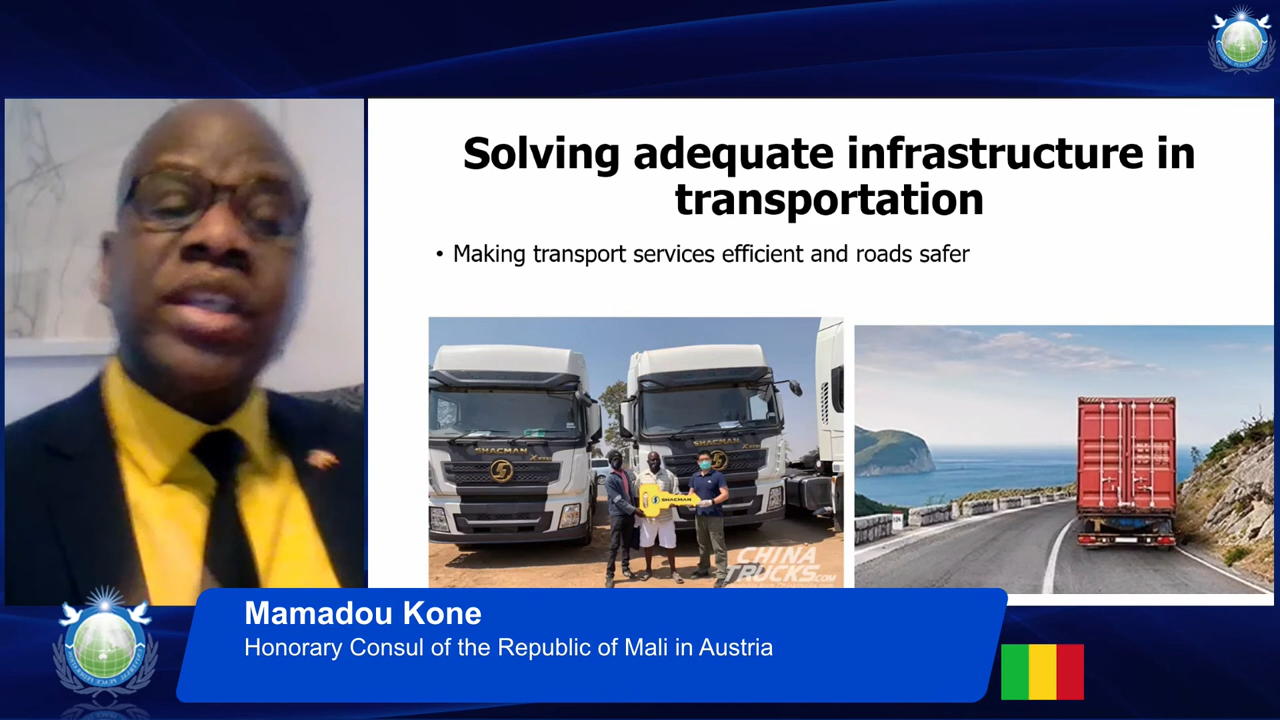 Solving adequate infrastructure in
transportation
• Making transport services efficient and roads safer
SHACMAN
SHACMAN
SHACMAN
CHINA
TRUCKS.COM
Mamadou Kone
Honorary Consul of the Republic of Mali in Austria